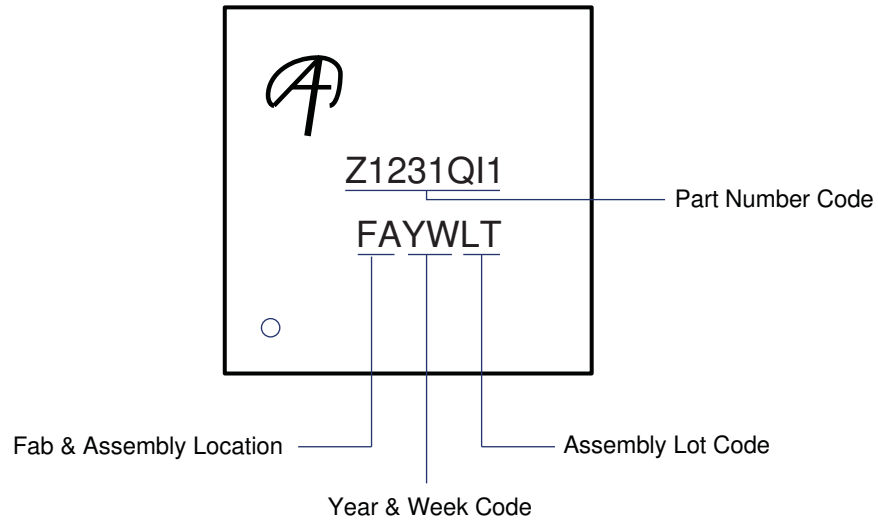 Z1231QI1
Part Number Code
FAYWLT
Fab & Assembly Location
Assembly Lot Code
Year & Week Code